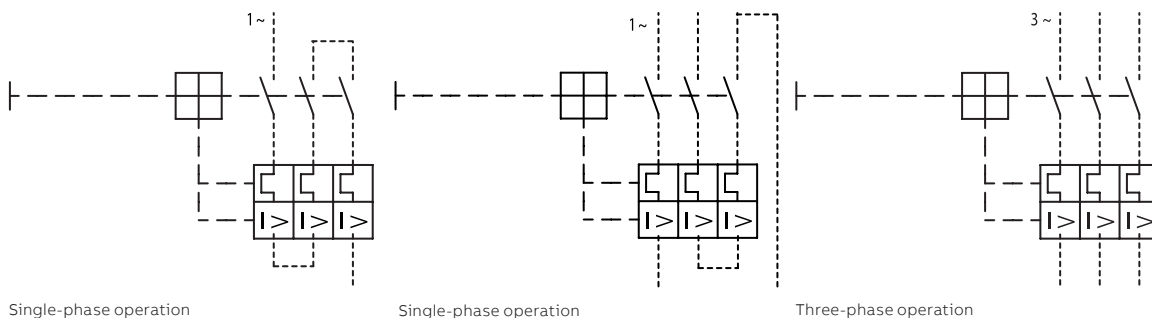 1 ~
1 ~
3 ~
I > I > I >
I > I > I >
I > I > I >
Single-phase operation
Single-phase operation
Three-phase operation